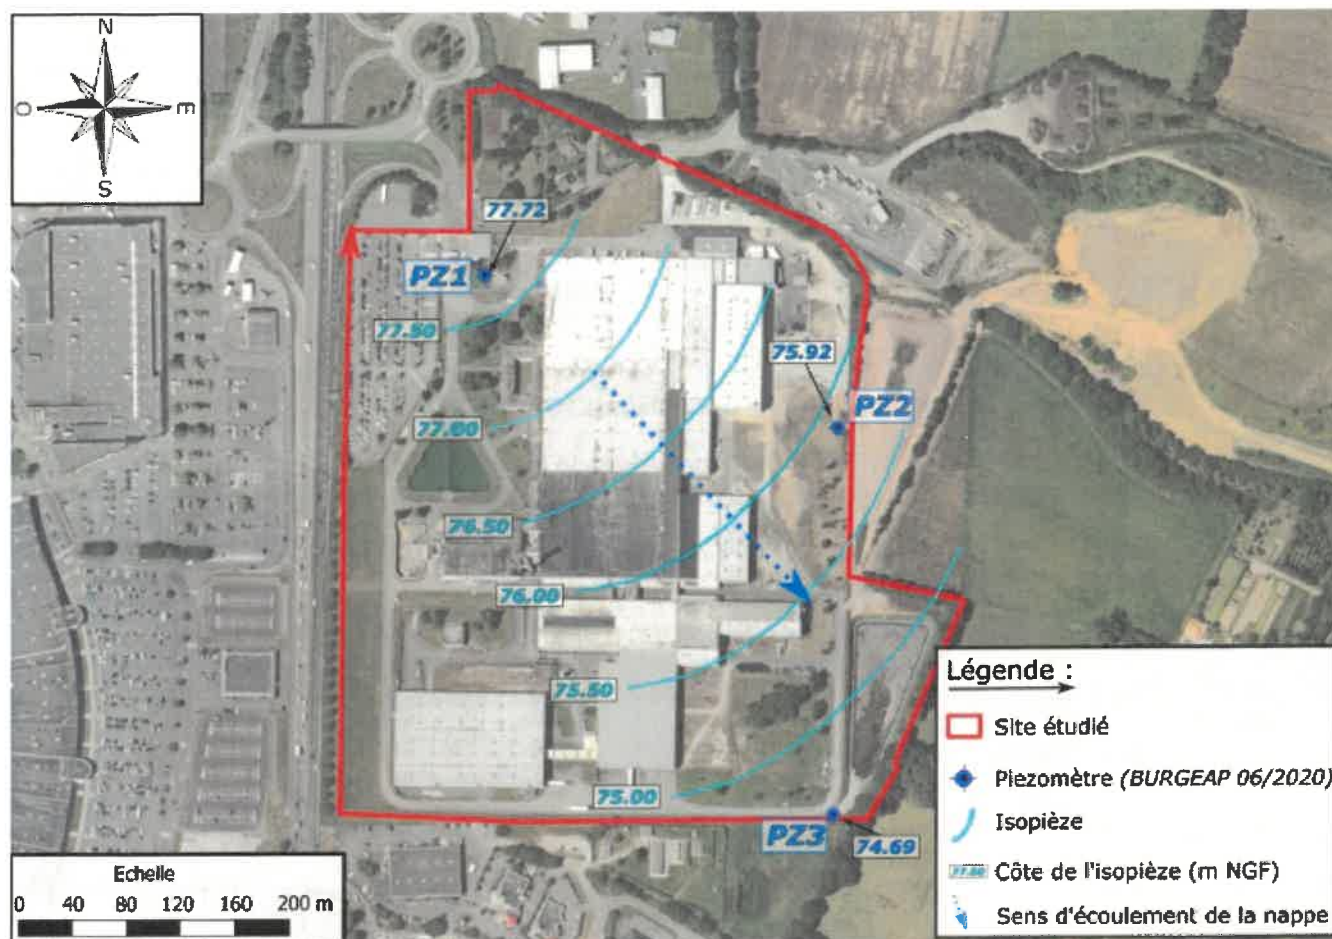 N
O
E
S
77.72
PZ1
77.50
75.92
PZ2
77.00
76.50
76.00
75.50
75.00
PZ3
74.69
Légende :
Site étudié
Piezomètre (BURGEAP 06/2020)
Isopièze
77.50 Côte de l'isopièze (m NGF)
Sens d'écoulement de la nappe
Echelle
0 40 80 120 160 200 m